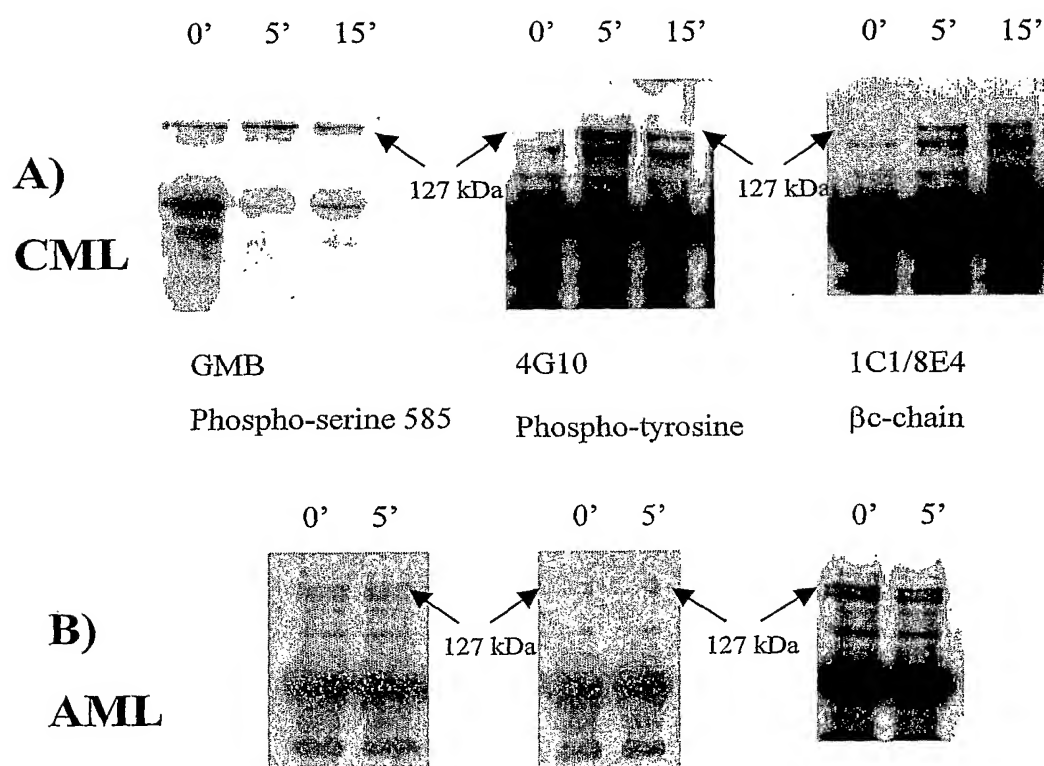 0’ 5’ 15’ 0’ 5’ 15’ 0’ 5’ 15’
A)
CML
127 kDa 127 kDa
GMB 4G10 1C1/8E4
Phospho-serine 585 Phospho-tyrosine βc-chain
0’ 5’ 0’ 5’ 0’ 5’
B)
AML
127 kDa 127 kDa